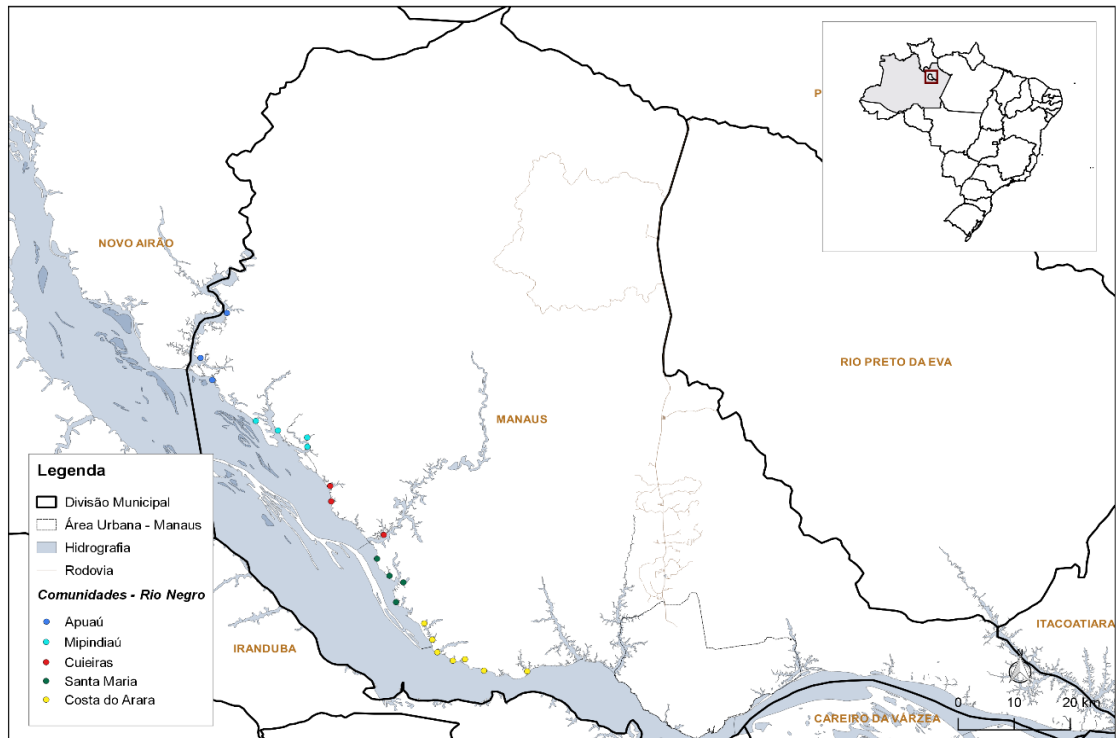 P
NOVO AIRÃO
RIO PRETO DA EVA
MANAUS
IRANDUBA
ITACOATIARA
CAREIRO DA VÁRZEA
0 10 20 km
Legenda
Divisão Municipal
Área Urbana - Manaus
Hidrografia
Rodovia
Comunidades - Rio Negro
Apuaú
Mipindiaú
Cuieiras
Santa Maria
Costa do Arara